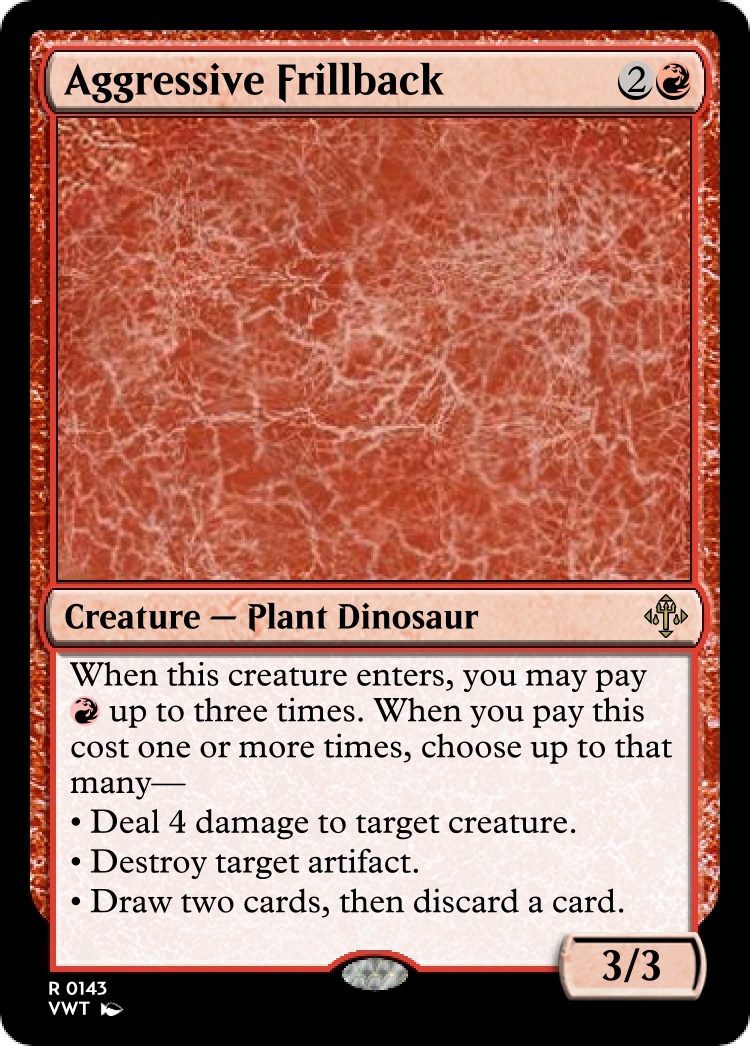 Aggressive Frillback 2
Creature — Plant Dinosaur
When this creature enters, you may pay
up to three times. When you pay this
cost one or more times, choose up to that
many—
• Deal 4 damage to target creature.
• Destroy target artifact.
• Draw two cards, then discard a card.
3/3
R 0143
VWT